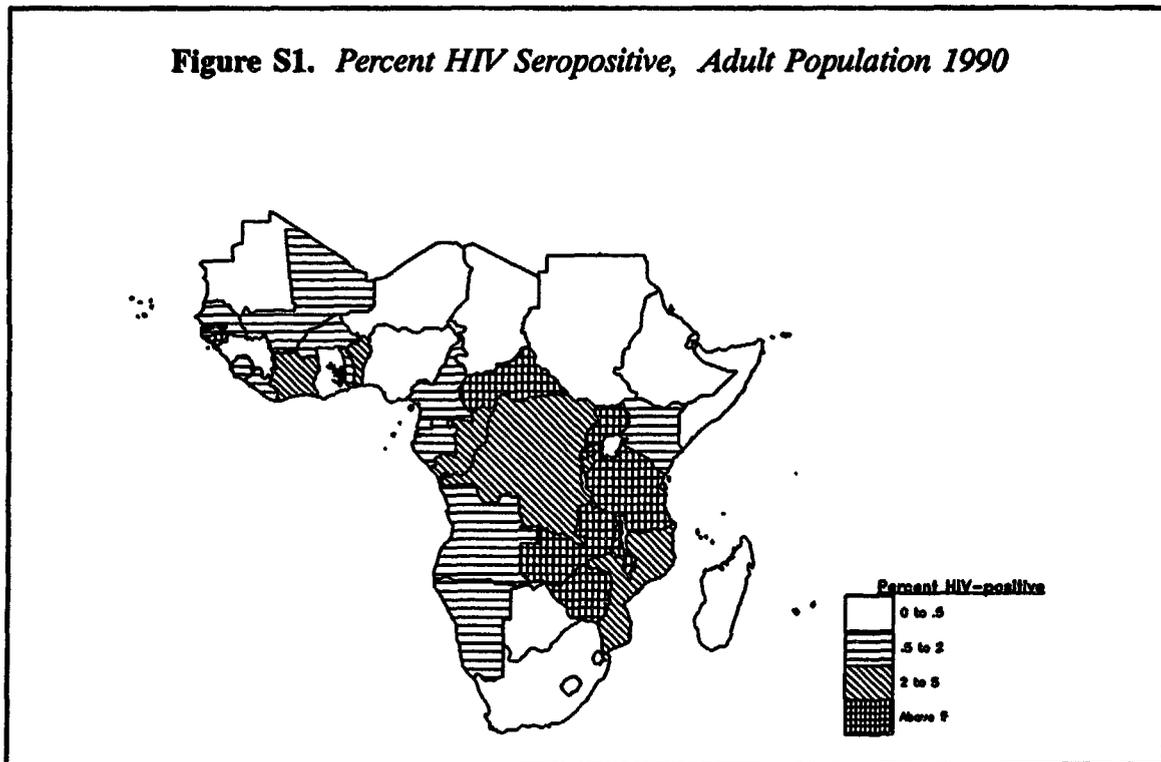 Figure S1. Percent HIV Seropositive, Adult Population 1990
Percent HIV-positive
0 to .5
.5 to 2
2 to 5
Above